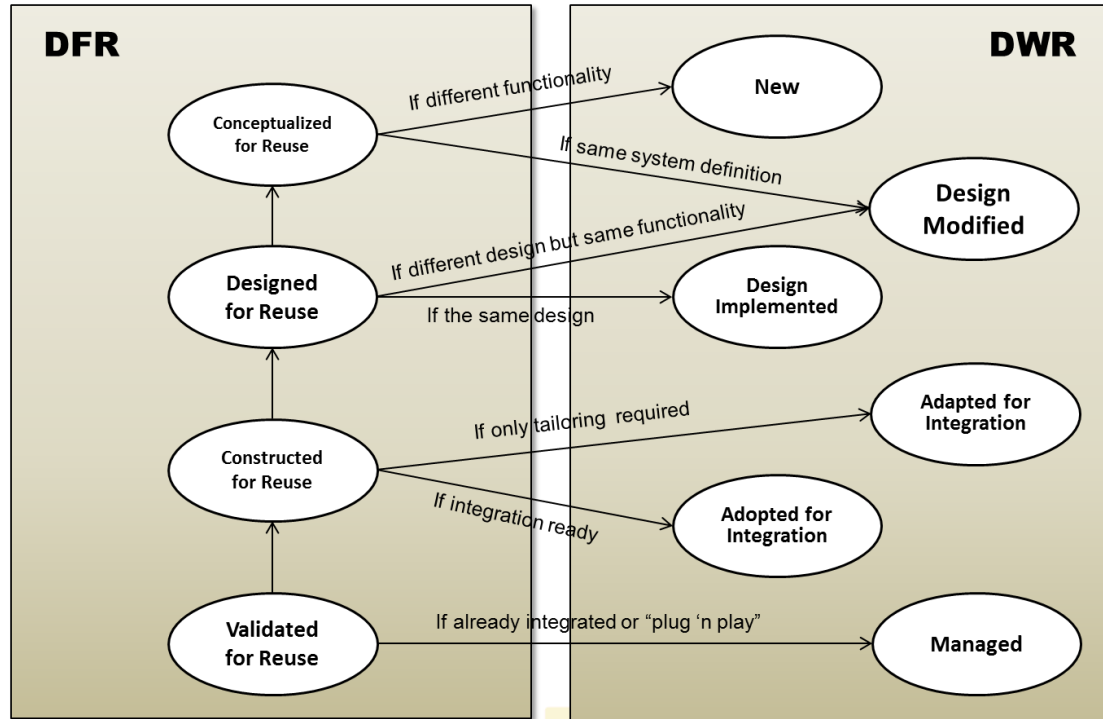 DFR
DWR
If different functionality
New
Conceptualized
for Reuse
If same system definition
Design
Modified
If different design but same functionality
Designed
for Reuse
Design
Implemented
If the same design
If only tailoring required
Adapted for
Integration
Constructed
for Reuse
If integration ready
Adopted for
Integration
If already integrated or “plug ‘n play”
Validated
for Reuse
Managed